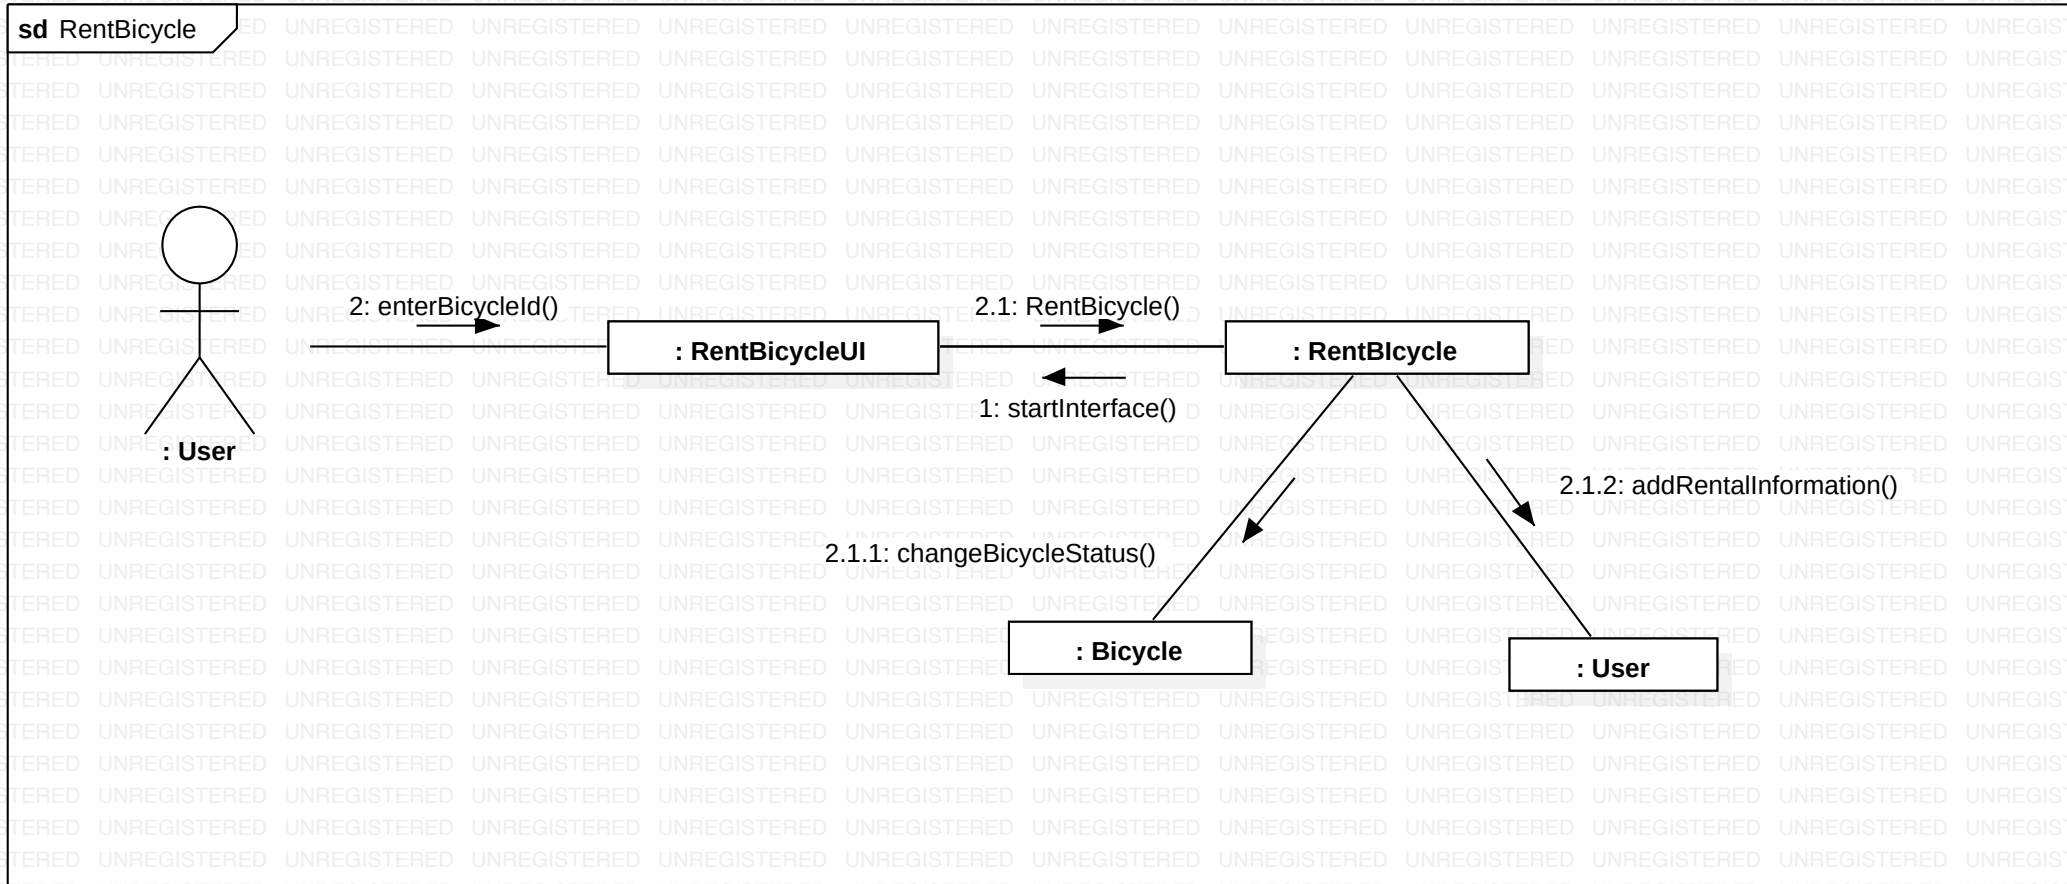 sd RentBicycle
2: enterBicycleId()
2.1: RentBicycle()
: RentBicycleUI
: RentBIcycle
1: startInterface()
: User
2.1.2: addRentalInformation()
2.1.1: changeBicycleStatus()
: Bicycle
: User
UNREGISTERED